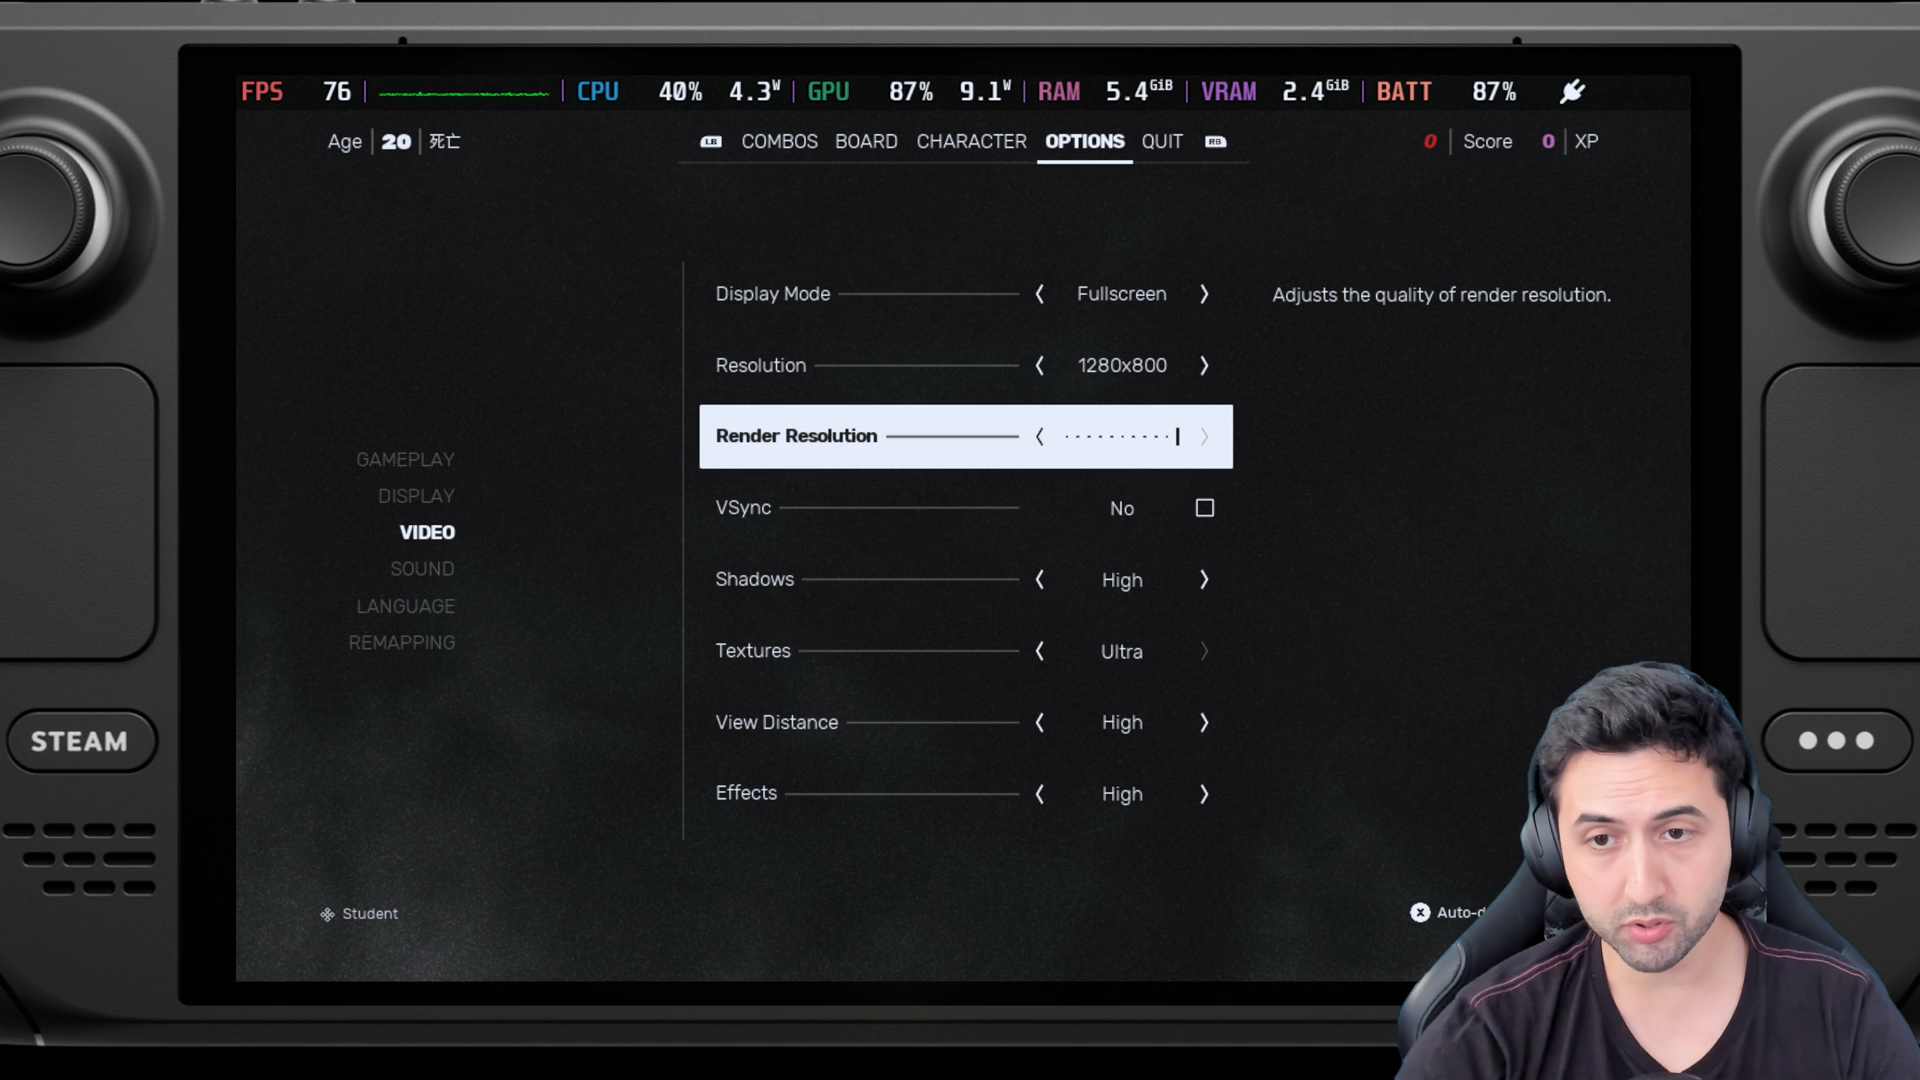 FPS 76 CPU 40% 4.3W GPU 87% 9.1W RAM 5.4GiB VRAM 2.4GiB BATT 87%
Age 20 死亡 LB COMBOS BOARD CHARACTER OPTIONS QUIT RB 0 Score 0 XP
Display Mode Fullscreen
Adjusts the quality of render resolution.
Resolution 1280x800
Render Resolution
GAMEPLAY
DISPLAY
VIDEO
SOUND
LANGUAGE
REMAPPING
VSync No
Shadows High
Textures Ultra
View Distance High
Effects High
STEAM
Student
X Auto-d